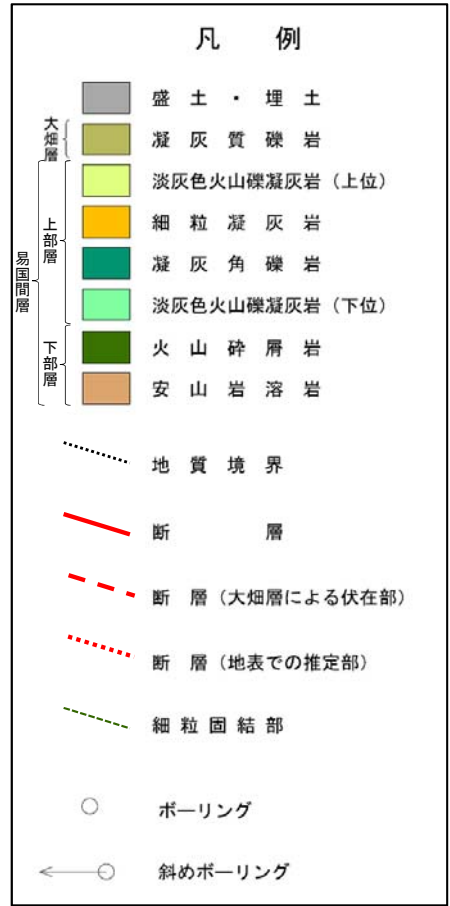 凡 例
盛 土 ・ 埋 土
大畑層
凝 灰 質 礫 岩
易国間層
上部層
淡灰色火山礫凝灰岩（上位）
細 粒 凝 灰 岩
凝 灰 角 礫 岩
淡灰色火山礫凝灰岩（下位）
下部層
火 山 砕 屑 岩
安 山 岩 溶 岩
地 質 境 界
断 層
断 層（大畑層による伏在部）
断 層（地表での推定部）
細 粒 固 結 部
ボーリング
斜めボーリング